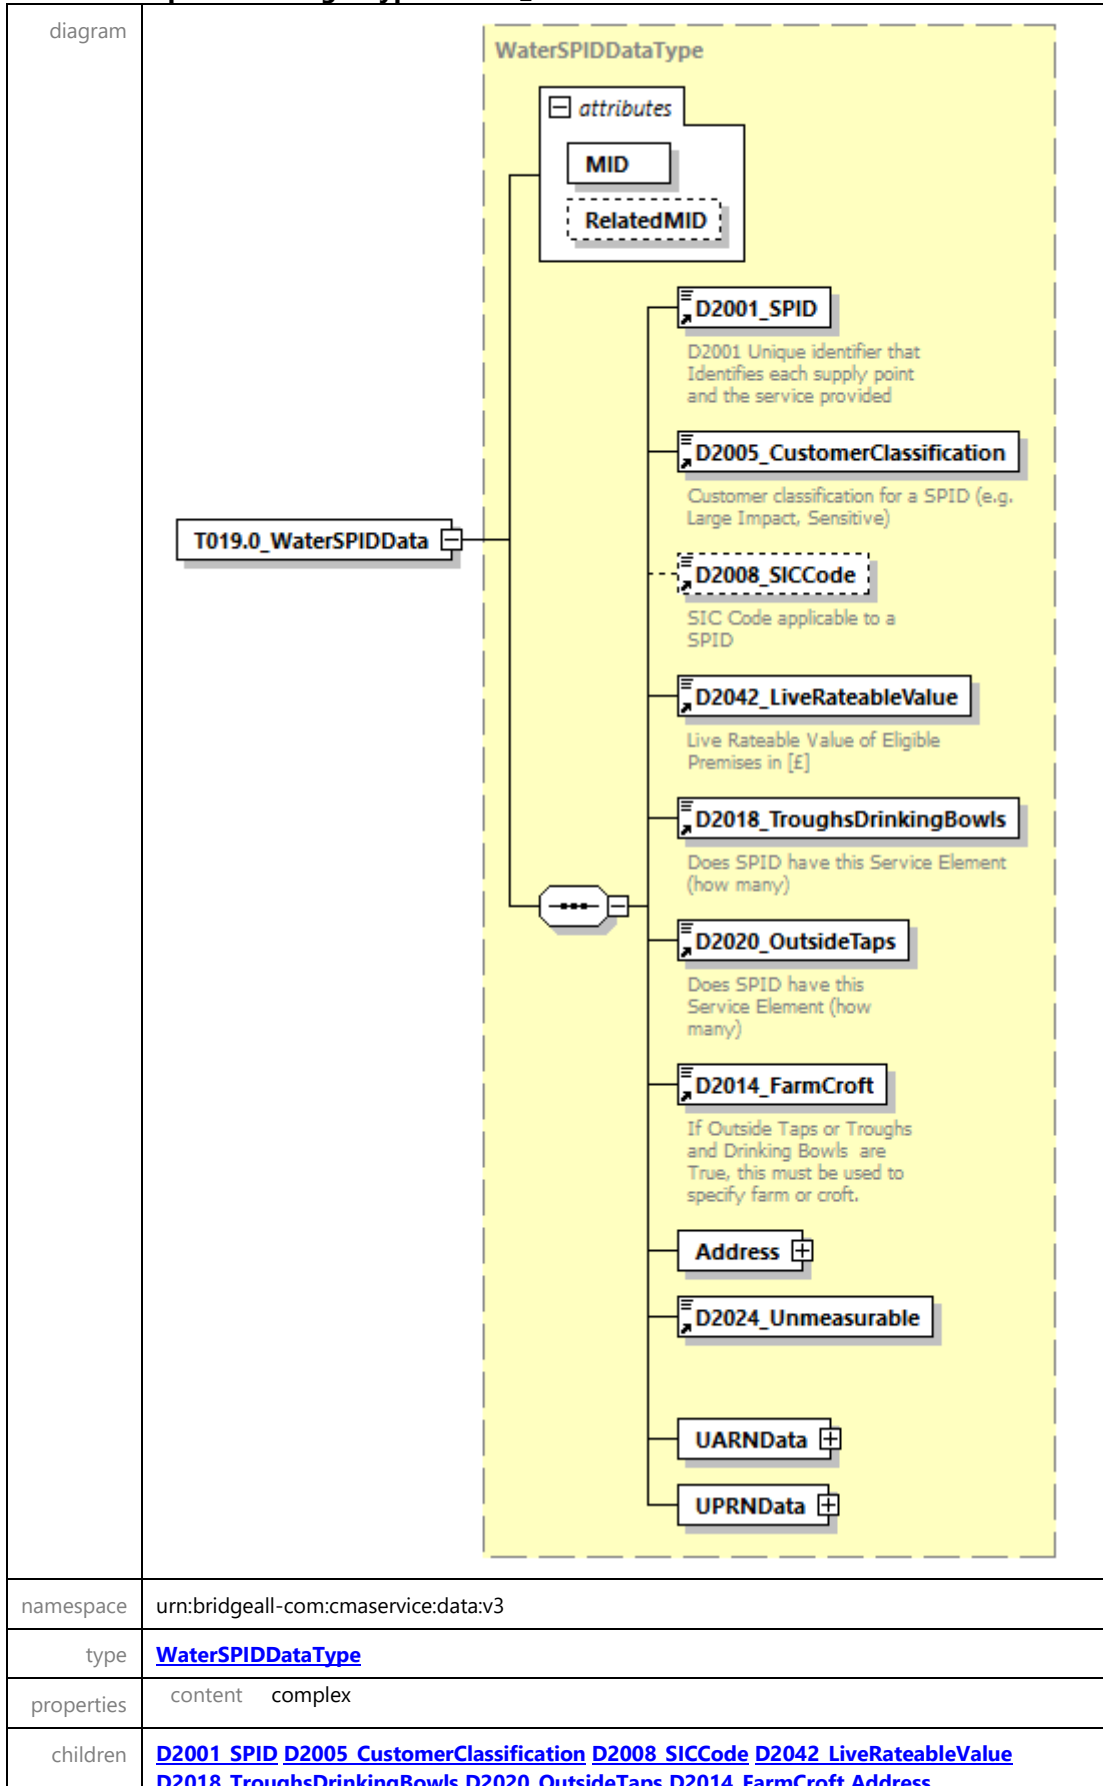 diagram
WaterSPIDDataType
attributes
MID
RelatedMID
D2001_SPID
D2001 Unique identifier that
Identifies each supply point
and the service provided
D2005_CustomerClassification
Customer classification for a SPID (e.g.
Large Impact, Sensitive)
T019.0_WaterSPIDData
D2008_SICCode
SIC Code applicable to a
SPID
D2042_LiveRateableValue
Live Rateable Value of Eligible
Premises in [£]
D2018_TroughsDrinkingBowls
Does SPID have this Service Element
(how many)
D2020_OutsideTaps
Does SPID have this
Service Element (how
many)
D2014_FarmCroft
If Outside Taps or Troughs
and Drinking Bowls are
True, this must be used to
specify farm or croft.
Address
D2024_Unmeasurable
UARNData
UPRNData
namespace urn:bridgeall-com:cmaservice:data:v3
type WaterSPIDDataType
properties content complex
children D2001_SPID D2005_CustomerClassification D2008_SICCode D2042_LiveRateableValue
D2018_TroughsDrinkingBowls D2020_OutsideTaps D2014_FarmCroft Address